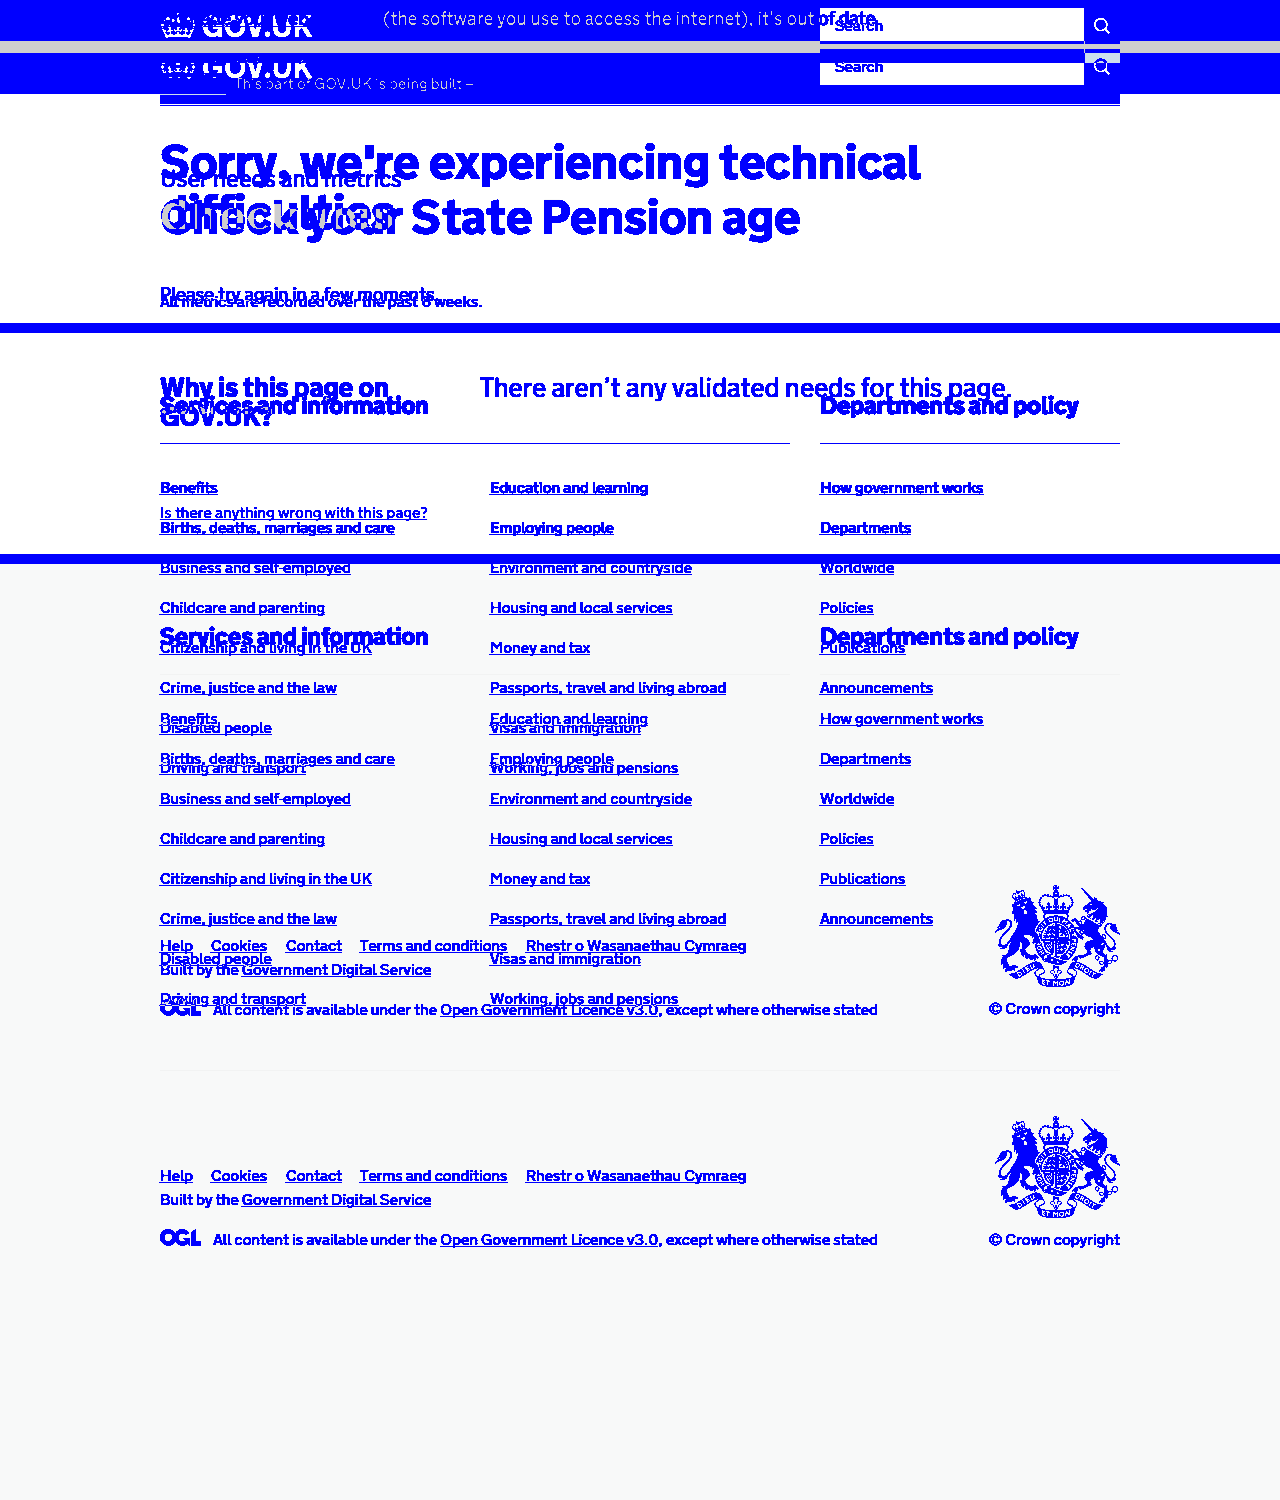 (the software you use to access the internet), it's out of date
GOV.UK
Search
GOV.UK
Search
This part of GOV.UK is being built –
Sorry, we're experiencing technical
User needs and metrics
difficulties
Check your State Pension age
Please try again in a few moments.
All metrics are recorded over the past 6 weeks.
Why is this page on
There aren't any validated needs for this page.
Services and information
Departments and policy
GOV.UK?
Benefits
Education and learning
How government works
Is there anything wrong with this page?
Births, deaths, marriages and care
Employing people
Departments
Business and self-employed
Environment and countryside
Worldwide
Childcare and parenting
Housing and local services
Policies
Services and information
Departments and policy
Citizenship and living in the UK
Money and tax
Publications
Crime, justice and the law
Passports, travel and living abroad
Announcements
Benefits
Education and learning
How government works
Disabled people
Visas and immigration
Births, deaths, marriages and care
Employing people
Departments
Driving and transport
Working, jobs and pensions
Business and self-employed
Environment and countryside
Worldwide
Childcare and parenting
Housing and local services
Policies
Citizenship and living in the UK
Money and tax
Publications
Crime, justice and the law
Passports, travel and living abroad
Announcements
Help Cookies Contact Terms and conditions Rhestr o Wasanaethau Cymraeg
Disabled people
Visas and immigration
Built by the Government Digital Service
Driving and transport
Working, jobs and pensions
OGL All content is available under the Open Government Licence v3.0, except where otherwise stated
© Crown copyright
Help Cookies Contact Terms and conditions Rhestr o Wasanaethau Cymraeg
Built by the Government Digital Service
OGL All content is available under the Open Government Licence v3.0, except where otherwise stated
© Crown copyright